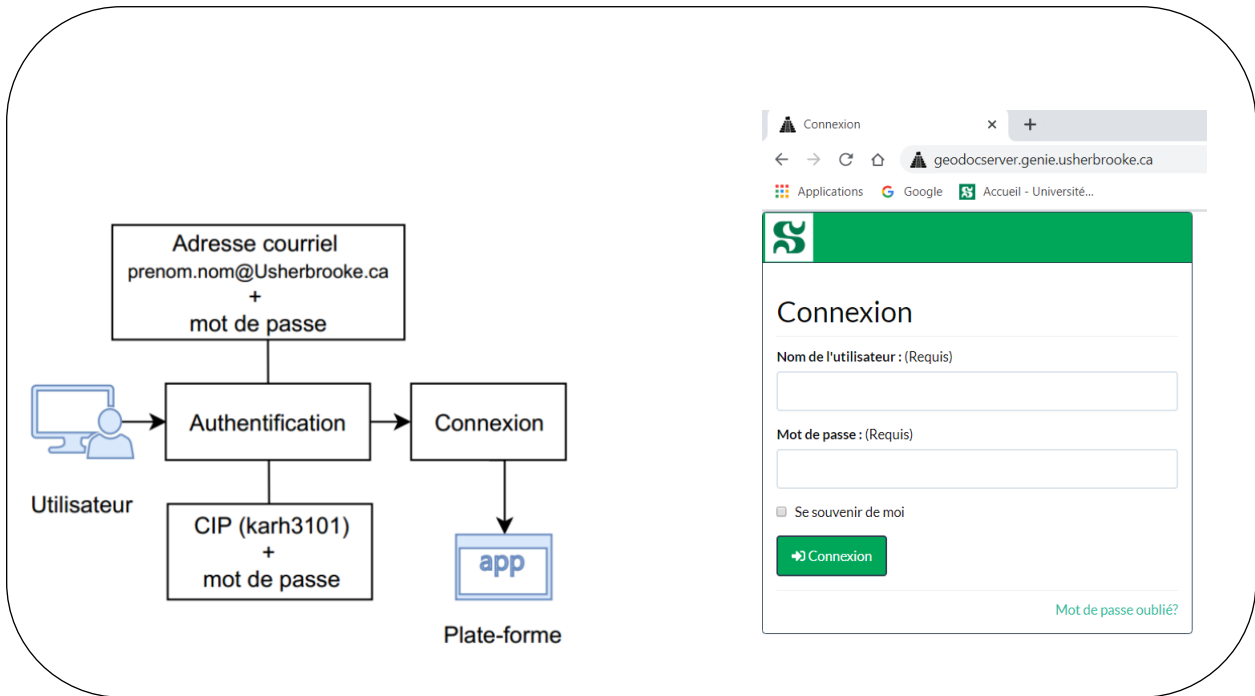 Adresse courriel
prenom.nom@Usherbrooke.ca
+
mot de passe
Authentification
Connexion
Utilisateur
CIP (karh3101)
+
mot de passe
app
Plate-forme
Connexion
geodocserver.genie.usherbrooke.ca
Applications Google Accueil - Université...
Connexion
Nom de l'utilisateur : (Requis)
Mot de passe : (Requis)
Se souvenir de moi
Connexion
Mot de passe oublié?